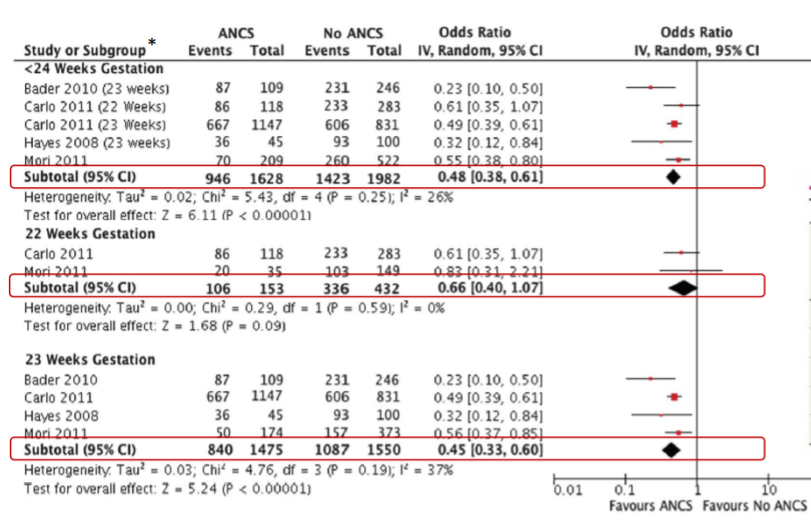 ANCS No ANCS Odds Ratio Odds Ratio
Study or Subgroup * Events Total Events Total IV, Random, 95% CI IV, Random, 95% CI
<24 Weeks Gestation
Bader 2010 (23 weeks) 87 109 231 246 0.23 [0.10, 0.50]
Carlo 2011 (22 Weeks) 86 118 233 283 0.61 [0.35, 1.07]
Carlo 2011 (23 Weeks) 667 1147 606 831 0.49 [0.39, 0.61]
Hayes 2008 (23 weeks) 36 45 93 100 0.32 [0.12, 0.84]
Mori 2011 70 209 260 522 0.55 [0.38, 0.80]
Subtotal (95% CI) 946 1628 1423 1982 0.48 [0.38, 0.61]
Heterogeneity: Tau² = 0.02; Chi² = 5.43, df = 4 (P = 0.25); I² = 26%
Test for overall effect: Z = 6.11 (P < 0.00001)
22 Weeks Gestation
Carlo 2011 86 118 233 283 0.61 [0.35, 1.07]
Mori 2011 20 35 103 149 0.83 [0.31, 2.21]
Subtotal (95% CI) 106 153 336 432 0.66 [0.40, 1.07]
Heterogeneity: Tau² = 0.00; Chi² = 0.29, df = 1 (P = 0.59); I² = 0%
Test for overall effect: Z = 1.68 (P = 0.09)
23 Weeks Gestation
Bader 2010 87 109 231 246 0.23 [0.10, 0.50]
Carlo 2011 667 1147 606 831 0.49 [0.39, 0.61]
Hayes 2008 36 45 93 100 0.32 [0.12, 0.84]
Mori 2011 50 174 157 373 0.56 [0.37, 0.85]
Subtotal (95% CI) 840 1475 1087 1550 0.45 [0.33, 0.60]
Heterogeneity: Tau² = 0.03; Chi² = 4.76, df = 3 (P = 0.19); I² = 37%
Test for overall effect: Z = 5.24 (P < 0.00001)
0.01 0.1 1 10
Favours ANCS Favours No ANCS